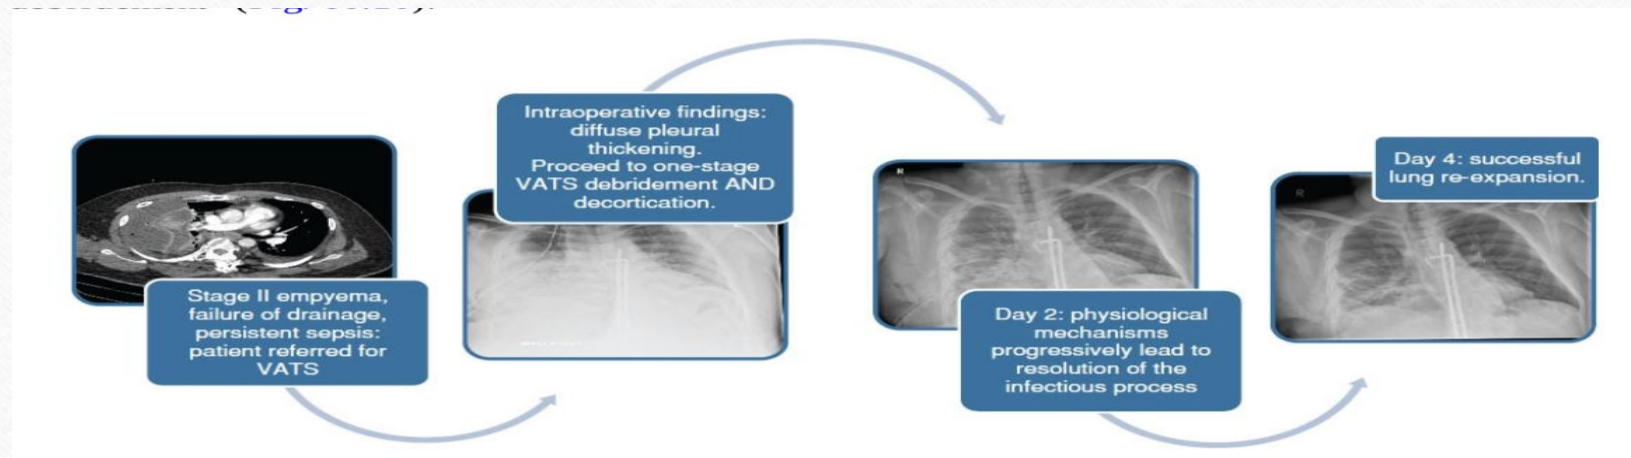 Stage II empyema,
failure of drainage,
persistent sepsis:
patient referred for
VATS
Intraoperative findings:
diffuse pleural
thickening.
Proceed to one-stage
VATS debridement AND
decortication.
R
Day 2: physiological
mechanisms
progressively lead to
resolution of the
infectious process
R
Day 4: successful
lung re-expansion.